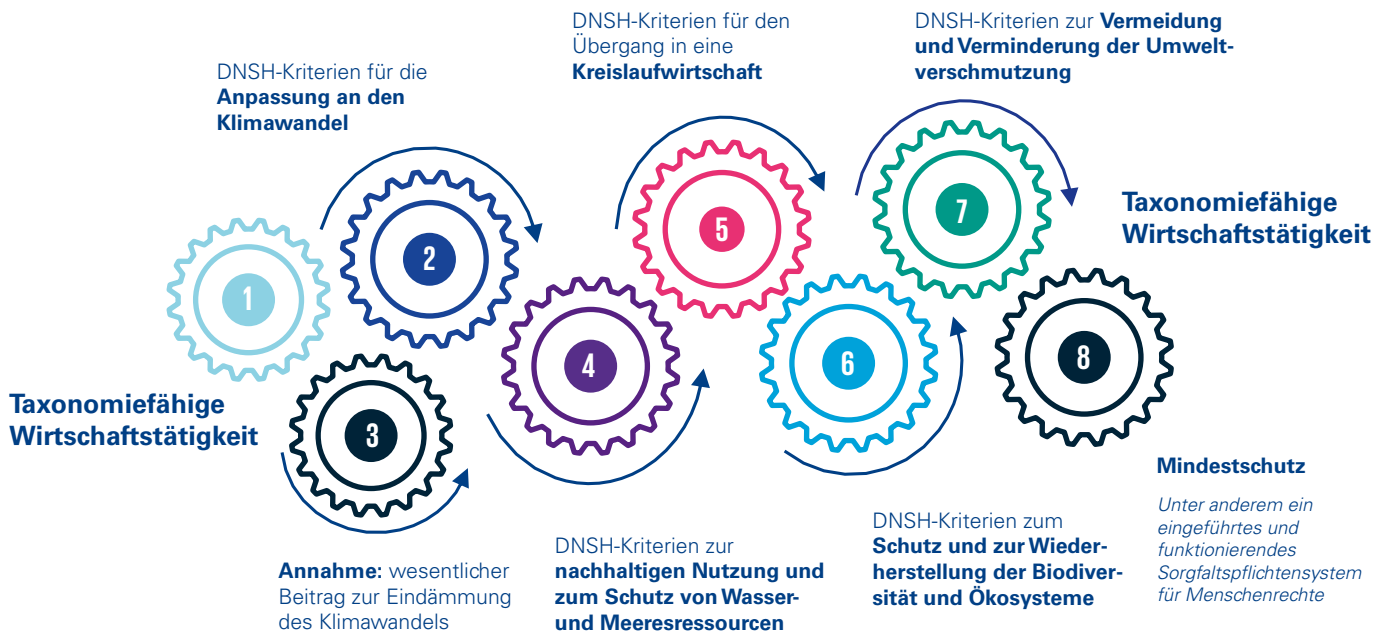 DNSH-Kriterien für den
Übergang in eine
Kreislaufwirtschaft
DNSH-Kriterien zur Vermeidung
und Verminderung der Umwelt-
verschmutzung
DNSH-Kriterien für die
Anpassung an den
Klimawandel
1
2
3
4
5
6
7
8
Taxonomiefähige
Wirtschaftstätigkeit
Taxonomiefähige
Wirtschaftstätigkeit
Annahme: wesentlicher
Beitrag zur Eindämmung
des Klimawandels
DNSH-Kriterien zur
nachhaltigen Nutzung und
zum Schutz von Wasser-
und Meeresressourcen
DNSH-Kriterien zum
Schutz und zur Wieder-
herstellung der Biodiver-
sität und Ökosysteme
Mindestschutz
Unter anderem ein
eingeführtes und
funktionierendes
Sorgfaltspflichtensystem
für Menschenrechte